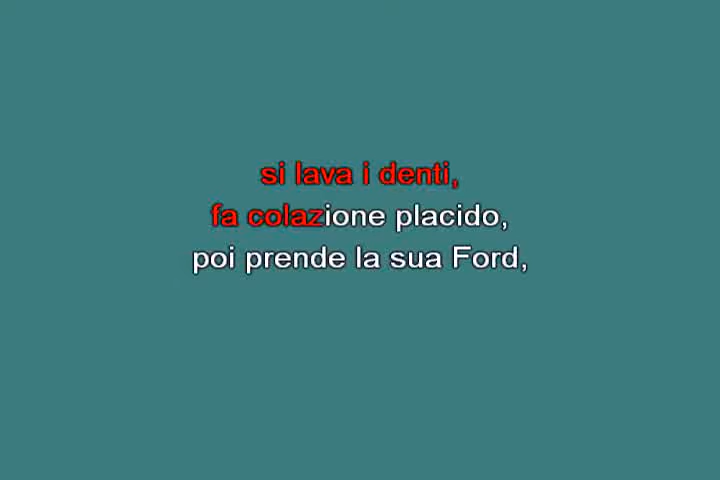 si lava i denti,
fa colazione placido,
poi prende la sua Ford,